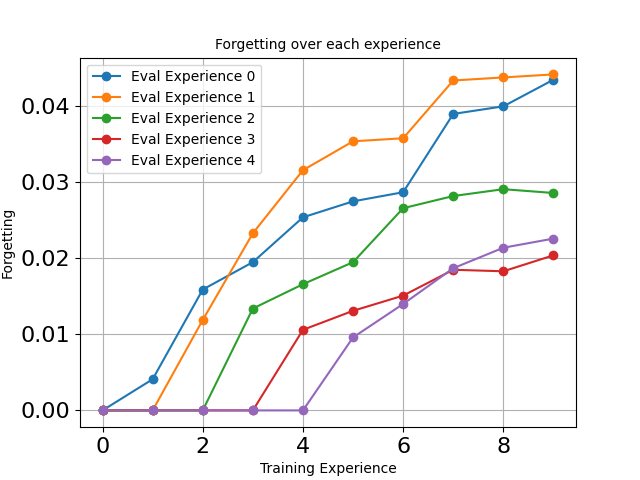 Forgetting over each experience
Eval Experience 0
Eval Experience 1
Eval Experience 2
Eval Experience 3
Eval Experience 4
Forgetting
0.04
0.03
0.02
0.01
0.00
0 2 4 6 8
Training Experience